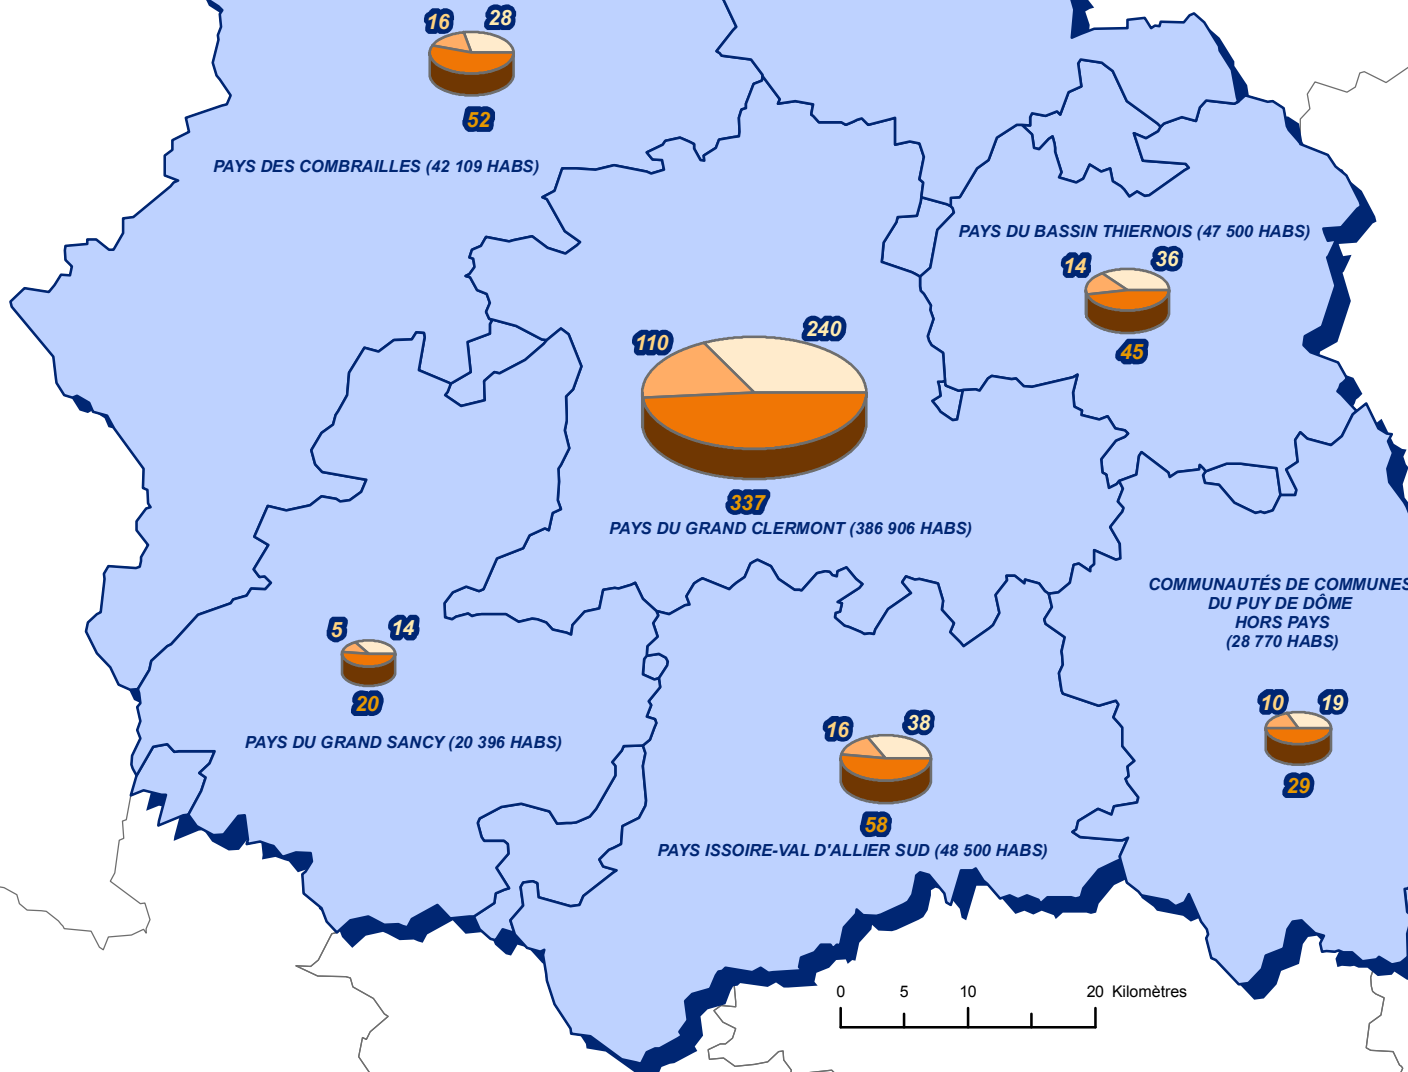 16 28
52
PAYS DES COMBRAILLES (42 109 HABS)
PAYS DU BASSIN THIERNOIS (47 500 HABS)
14 36
45
110 240
337
PAYS DU GRAND CLERMONT (386 906 HABS)
COMMUNAUTÉS DE COMMUNES
DU PUY DE DÔME
HORS PAYS
(28 770 HABS)
5 14
20
PAYS DU GRAND SANCY (20 396 HABS)
10 19
29
16 38
58
PAYS ISSOIRE-VAL D'ALLIER SUD (48 500 HABS)
0 5 10 20 Kilomètres